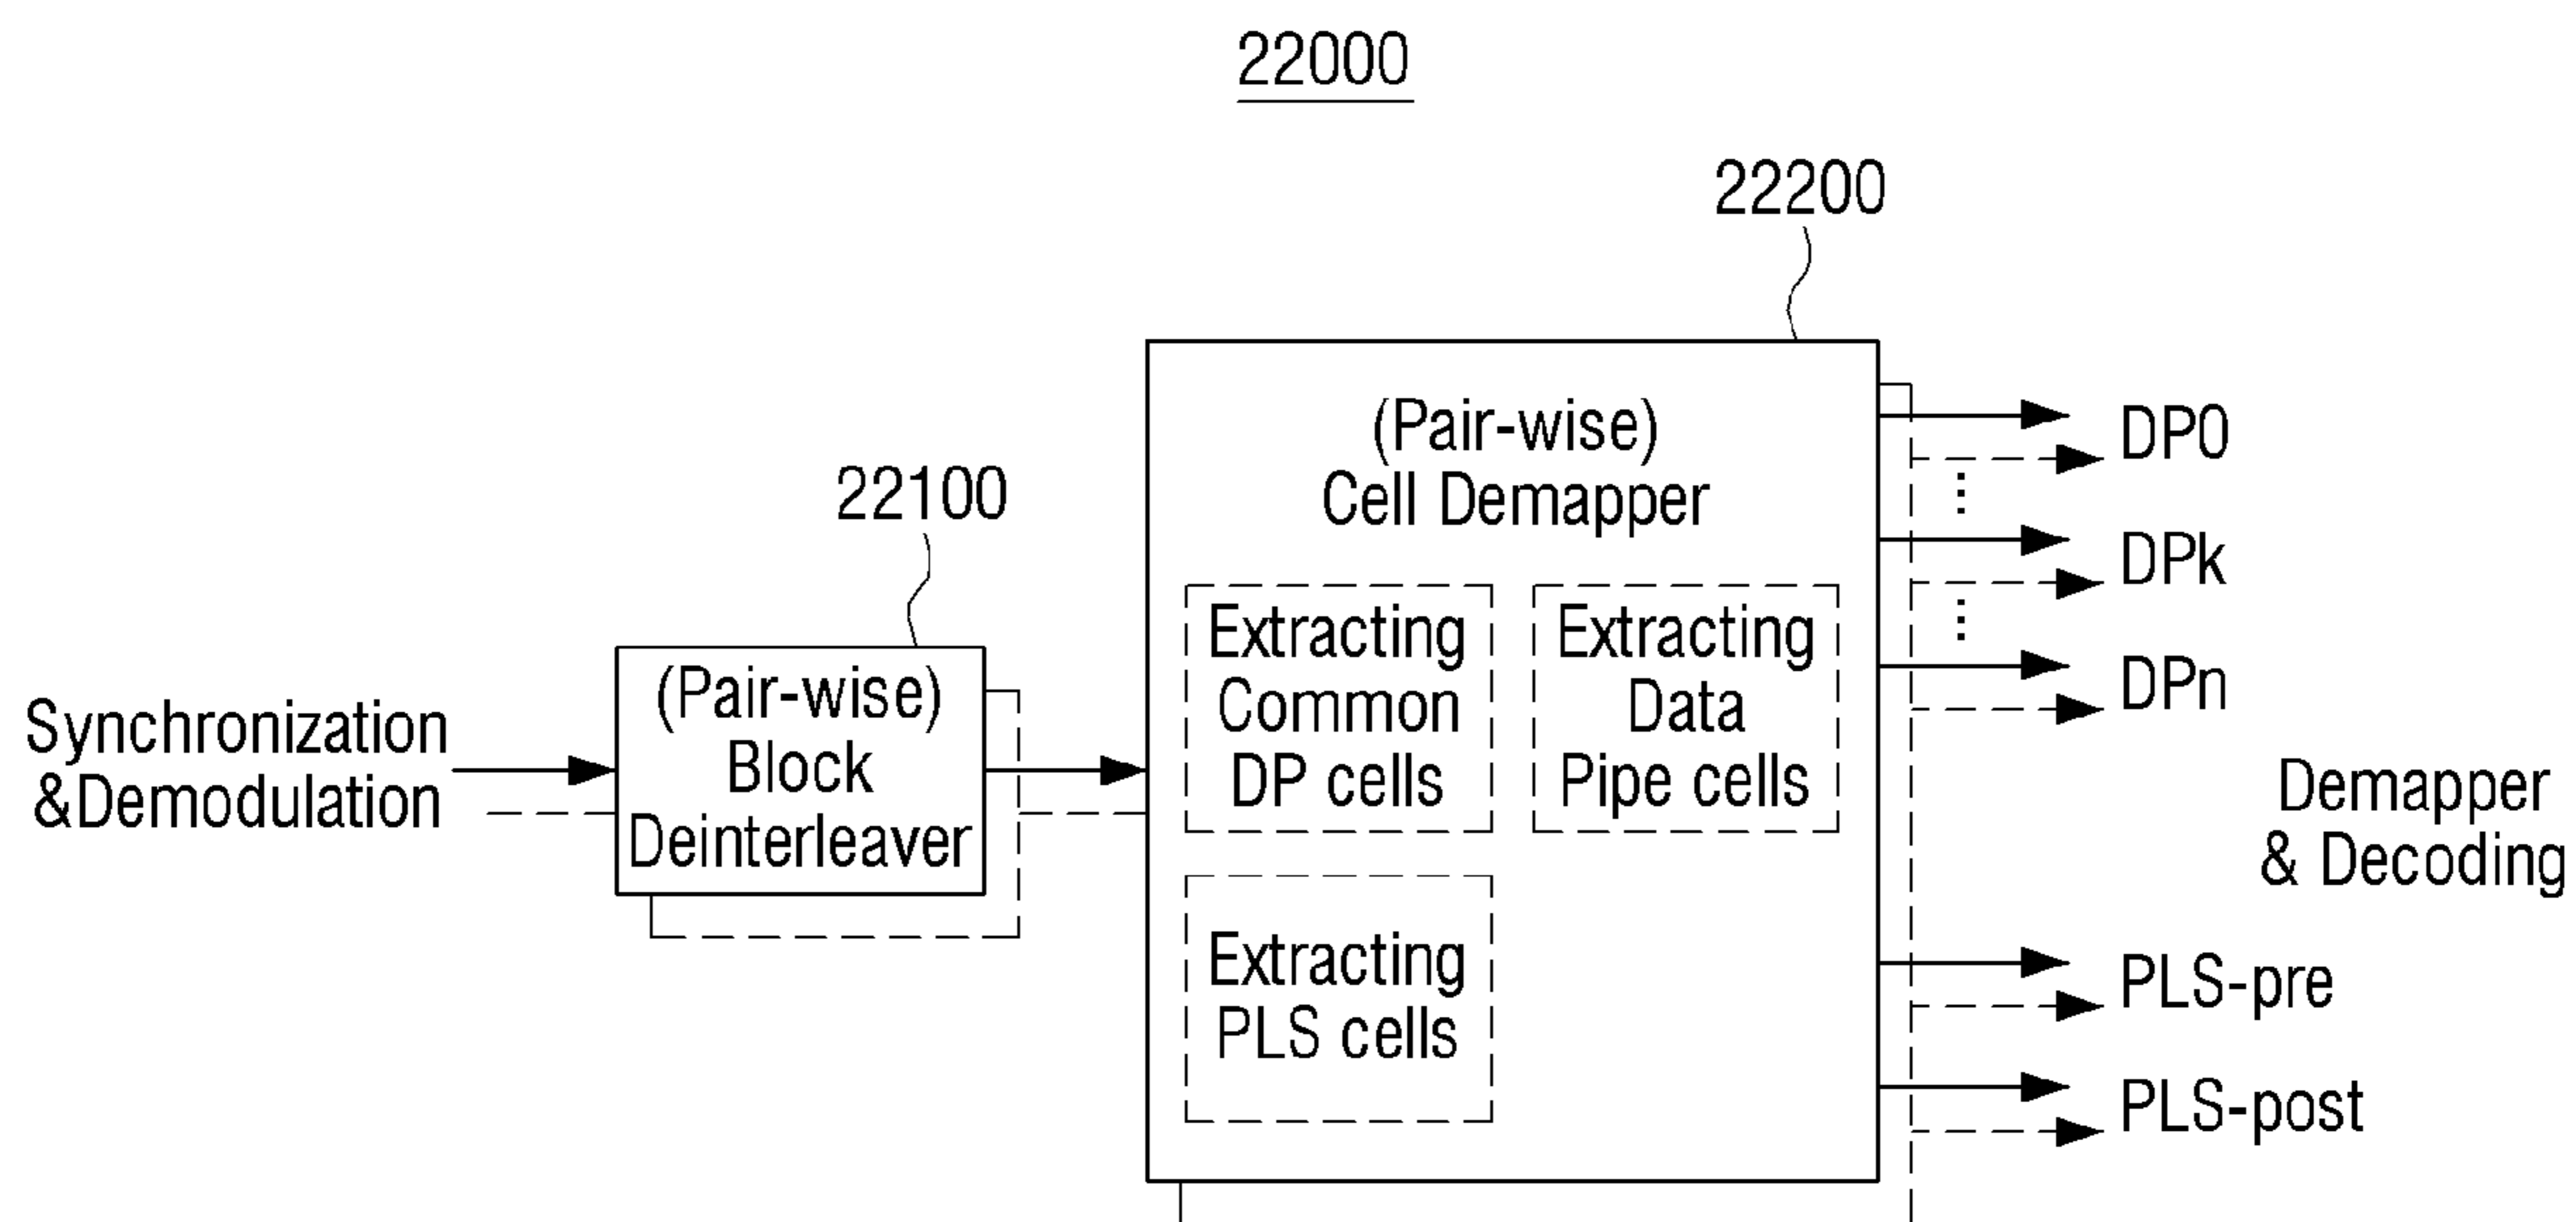 22000
22200
22100
(Pair-wise)
Cell Demapper
Extracting
Common
DP cells
Extracting
Data
Pipe cells
Extracting
PLS cells
(Pair-wise)
Block
Deinterleaver
Synchronization
&Demodulation
DP0
DPk
DPn
Demapper
& Decoding
PLS-pre
PLS-post